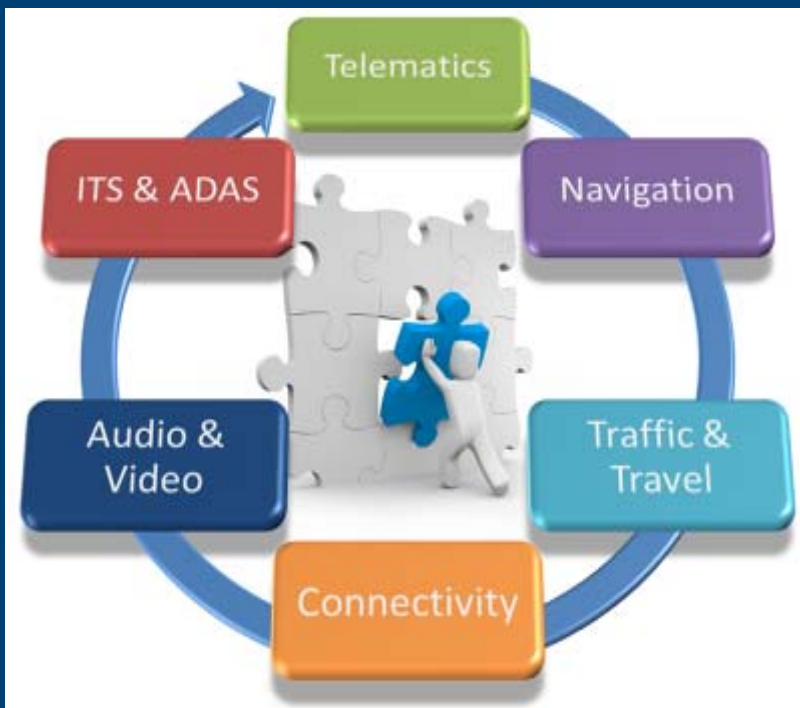 Telematics
Navigation
Traffic &
Travel
Connectivity
Audio &
Video
ITS & ADAS